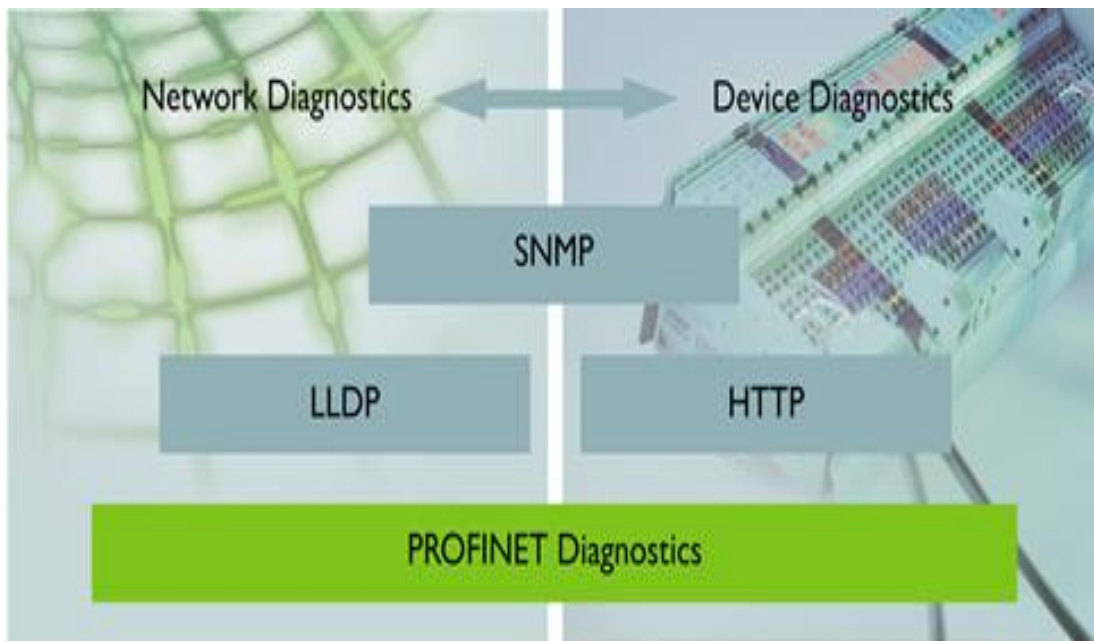 Network Diagnostics
Device Diagnostics
SNMP
LLDP
HTTP
PROFINET Diagnostics